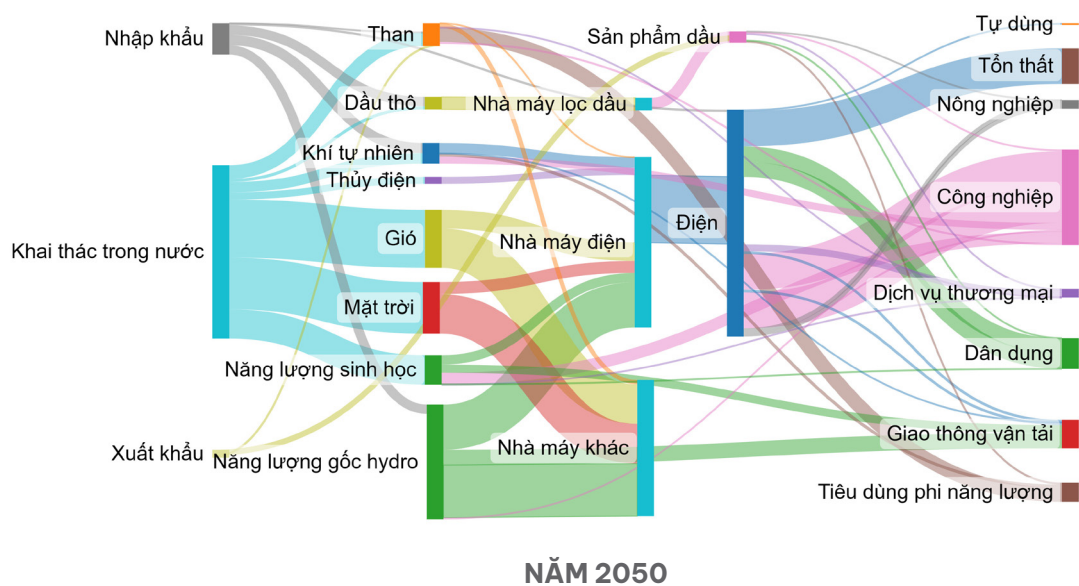 Nhập khẩu
Khai thác trong nước
Xuất khẩu
Than
Dầu thô
Khí tự nhiên
Thủy điện
Gió
Mặt trời
Năng lượng sinh học
Năng lượng gốc hydro
Nhà máy lọc dầu
Nhà máy điện
Nhà máy khác
Sản phẩm dầu
Điện
Tự dùng
Tổn thất
Nông nghiệp
Công nghiệp
Dịch vụ thương mại
Dân dụng
Giao thông vận tải
Tiêu dùng phi năng lượng
NĂM 2050